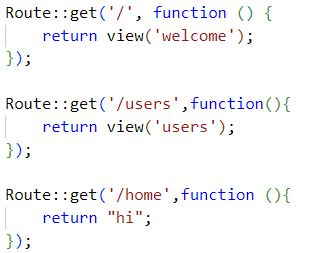 Route::get('/', function () {
    return view('welcome');
});

Route::get('/users',function(){
    return view('users');
});

Route::get('/home',function (){
    return "hi";
});